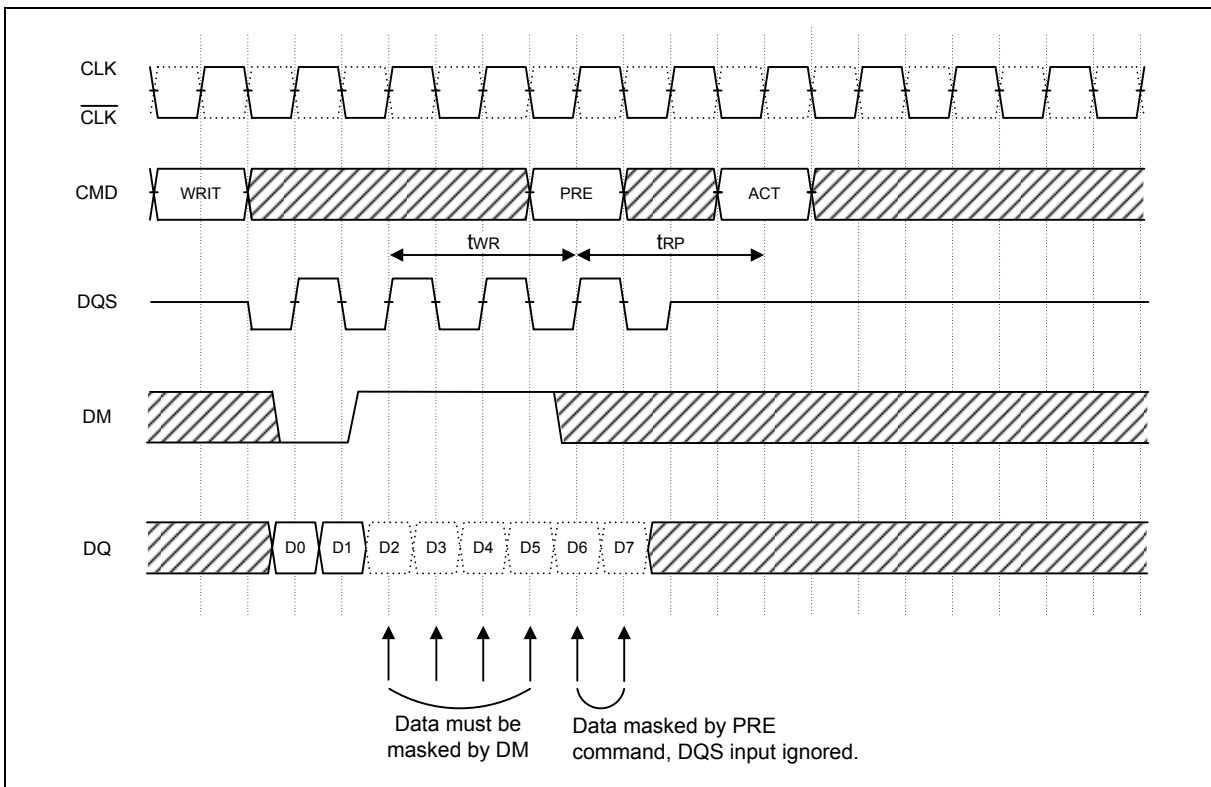 CLK
CLK
CMD
WRIT
PRE
ACT
tWR
tRP
DQS
DM
DQ
D0
D1
D2
D3
D4
D5
D6
D7
Data must be
masked by DM
Data masked by PRE
command, DQS input ignored.